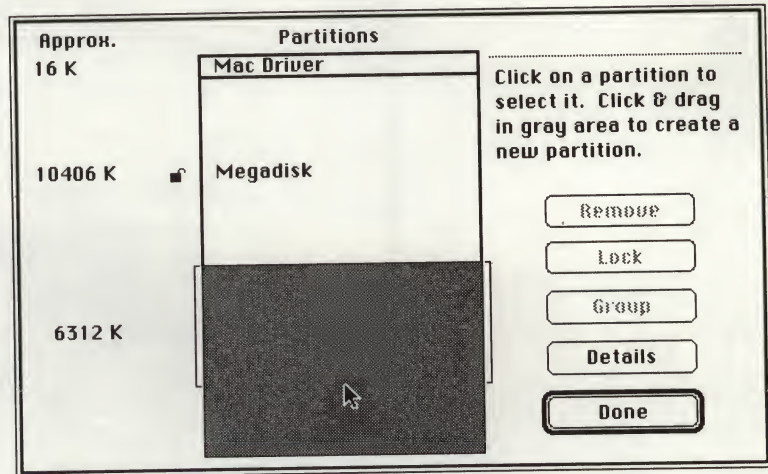 Approx.
Partitions
16 K
Mac Driver
10406 K
Megadisk
6312 K
Click on a partition to
select it. Click & drag
in gray area to create a
new partition.
Remove
Lock
Group
Details
Done